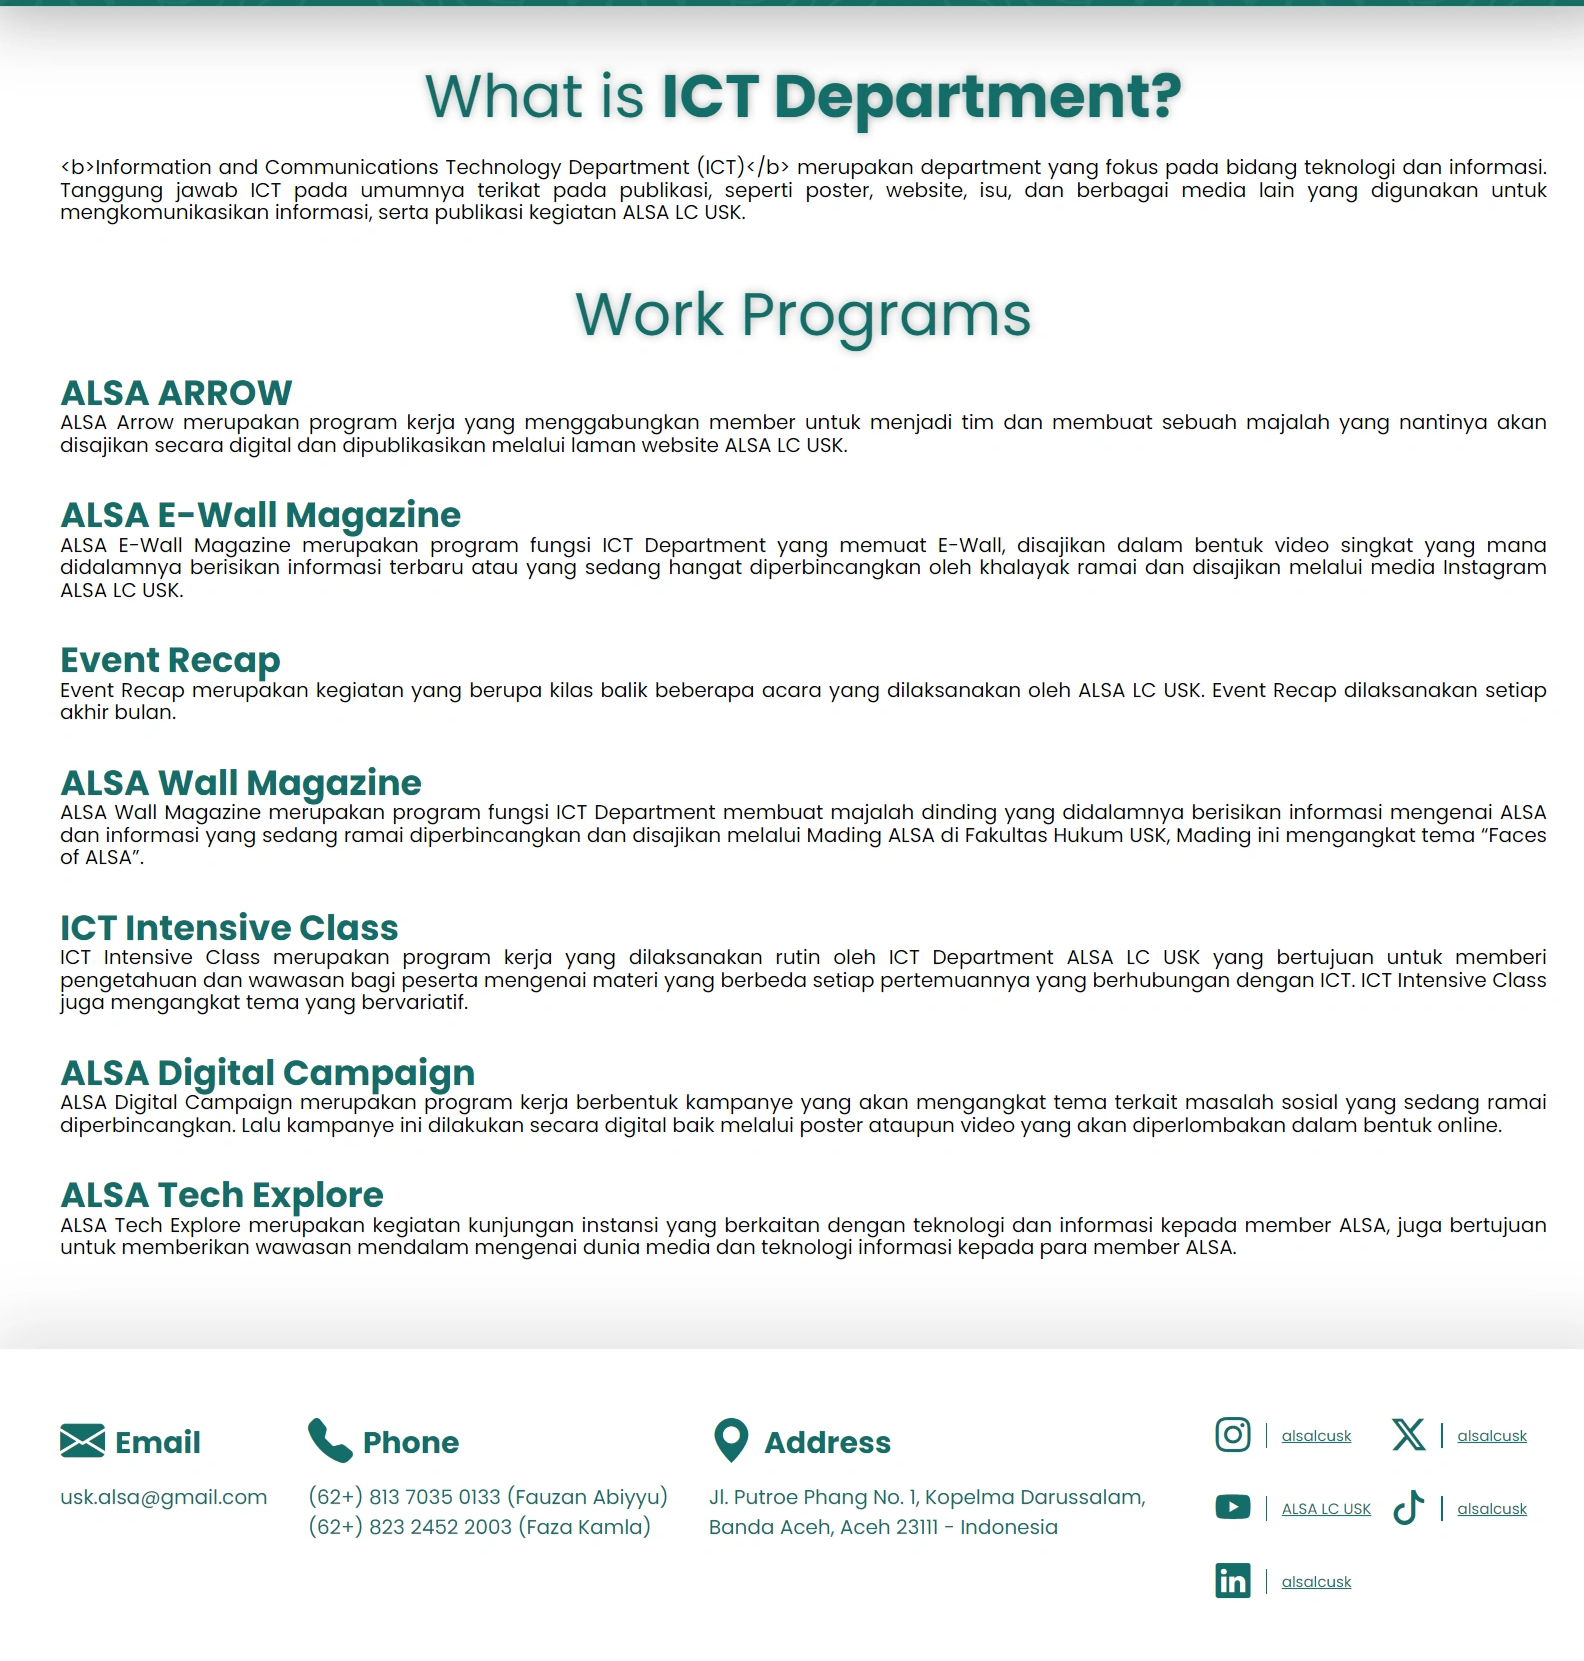 What is ICT Department?
<b>Information and Communications Technology Department (ICT)</b> merupakan department yang fokus pada bidang teknologi dan informasi.
Tanggung jawab ICT pada umumnya terikat pada publikasi, seperti poster, website, isu, dan berbagai media lain yang digunakan untuk
mengkomunikasikan informasi, serta publikasi kegiatan ALSA LC USK.
Work Programs
ALSA ARROW
ALSA Arrow merupakan program kerja yang menggabungkan member untuk menjadi tim dan membuat sebuah majalah yang nantinya akan
disajikan secara digital dan dipublikasikan melalui laman website ALSA LC USK.
ALSA E-Wall Magazine
ALSA E-Wall Magazine merupakan program fungsi ICT Department yang memuat E-Wall, disajikan dalam bentuk video singkat yang mana
didalamnya berisikan informasi terbaru atau yang sedang hangat diperbincangkan oleh khalayak ramai dan disajikan melalui media Instagram
ALSA LC USK.
Event Recap
Event Recap merupakan kegiatan yang berupa kilas balik beberapa acara yang dilaksanakan oleh ALSA LC USK. Event Recap dilaksanakan setiap
akhir bulan.
ALSA Wall Magazine
ALSA Wall Magazine merupakan program fungsi ICT Department membuat majalah dinding yang didalamnya berisikan informasi mengenai ALSA
dan informasi yang sedang ramai diperbincangkan dan disajikan melalui Mading ALSA di Fakultas Hukum USK, Mading ini mengangkat tema “Faces
of ALSA”.
ICT Intensive Class
ICT Intensive Class merupakan program kerja yang dilaksanakan rutin oleh ICT Department ALSA LC USK yang bertujuan untuk memberi
pengetahuan dan wawasan bagi peserta mengenai materi yang berbeda setiap pertemuannya yang berhubungan dengan ICT. ICT Intensive Class
juga mengangkat tema yang bervariatif.
ALSA Digital Campaign
ALSA Digital Campaign merupakan program kerja berbentuk kampanye yang akan mengangkat tema terkait masalah sosial yang sedang ramai
diperbincangkan. Lalu kampanye ini dilakukan secara digital baik melalui poster ataupun video yang akan diperlombakan dalam bentuk online.
ALSA Tech Explore
ALSA Tech Explore merupakan kegiatan kunjungan instansi yang berkaitan dengan teknologi dan informasi kepada member ALSA, juga bertujuan
untuk memberikan wawasan mendalam mengenai dunia media dan teknologi informasi kepada para member ALSA.
Email
usk.alsa@gmail.com
Phone
(62+) 813 7035 0133 (Fauzan Abiyyu)
(62+) 823 2452 2003 (Faza Kamla)
Address
Jl. Putroe Phang No. 1, Kopelma Darussalam,
Banda Aceh, Aceh 23111 - Indonesia
alsalcusk
alsalcusk
ALSA LC USK
alsalcusk
alsalcusk